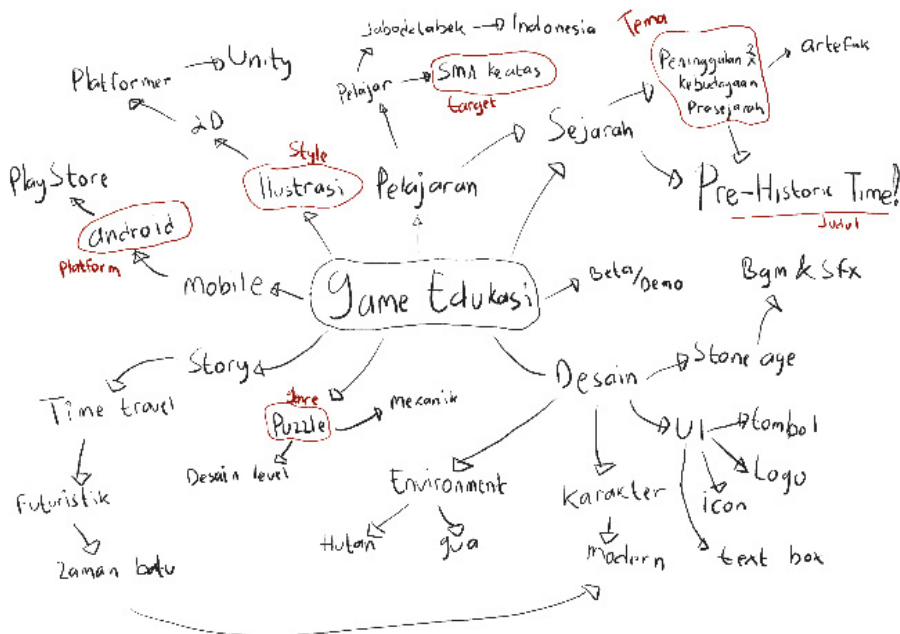 Jabodetabek
Indonesia
Tema
Peninggalan²
kebudayaan
Prasejarah
artefak
Platformer
Unity
Pelajar
SMA keatas
target
2D
Style
Ilustrasi
Pelajaran
Sejarah
PlayStore
android
Platform
Pre-Historic Time!
Judul
Mobile
Game Edukasi
Beta/Demo
Bgm & Sfx
Story
Desain
Stone age
Time travel
Genre
Puzzle
mekanik
UI
tombol
Logo
icon
text box
Desain level
Environment
Karakter
Futuristik
Hutan
gua
modern
Zaman batu